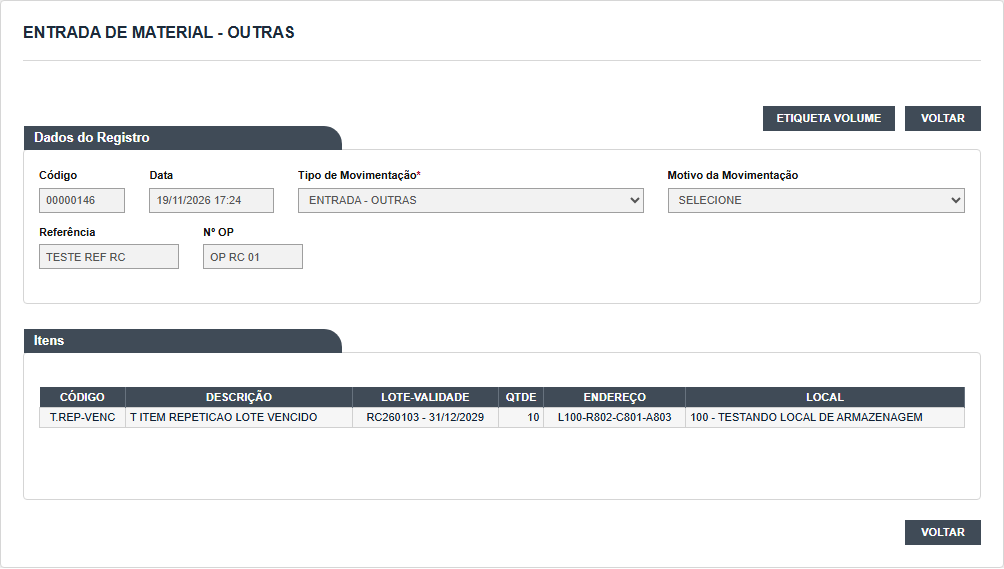 ENTRADA DE MATERIAL - OUTRAS
ETIQUETA VOLUME VOLTAR
Dados do Registro
Código Data Tipo de Movimentação* Motivo da Movimentação
00000146 19/11/2026 17:24 ENTRADA - OUTRAS SELECIONE
Referência Nº OP
TESTE REF RC OP RC 01
Itens
CÓDIGO DESCRIÇÃO LOTE-VALIDADE QTDE ENDEREÇO LOCAL
T.REP-VENC T ITEM REPETICAO LOTE VENCIDO RC260103 - 31/12/2029 10 L100-R802-C801-A803 100 - TESTANDO LOCAL DE ARMAZENAGEM
VOLTAR